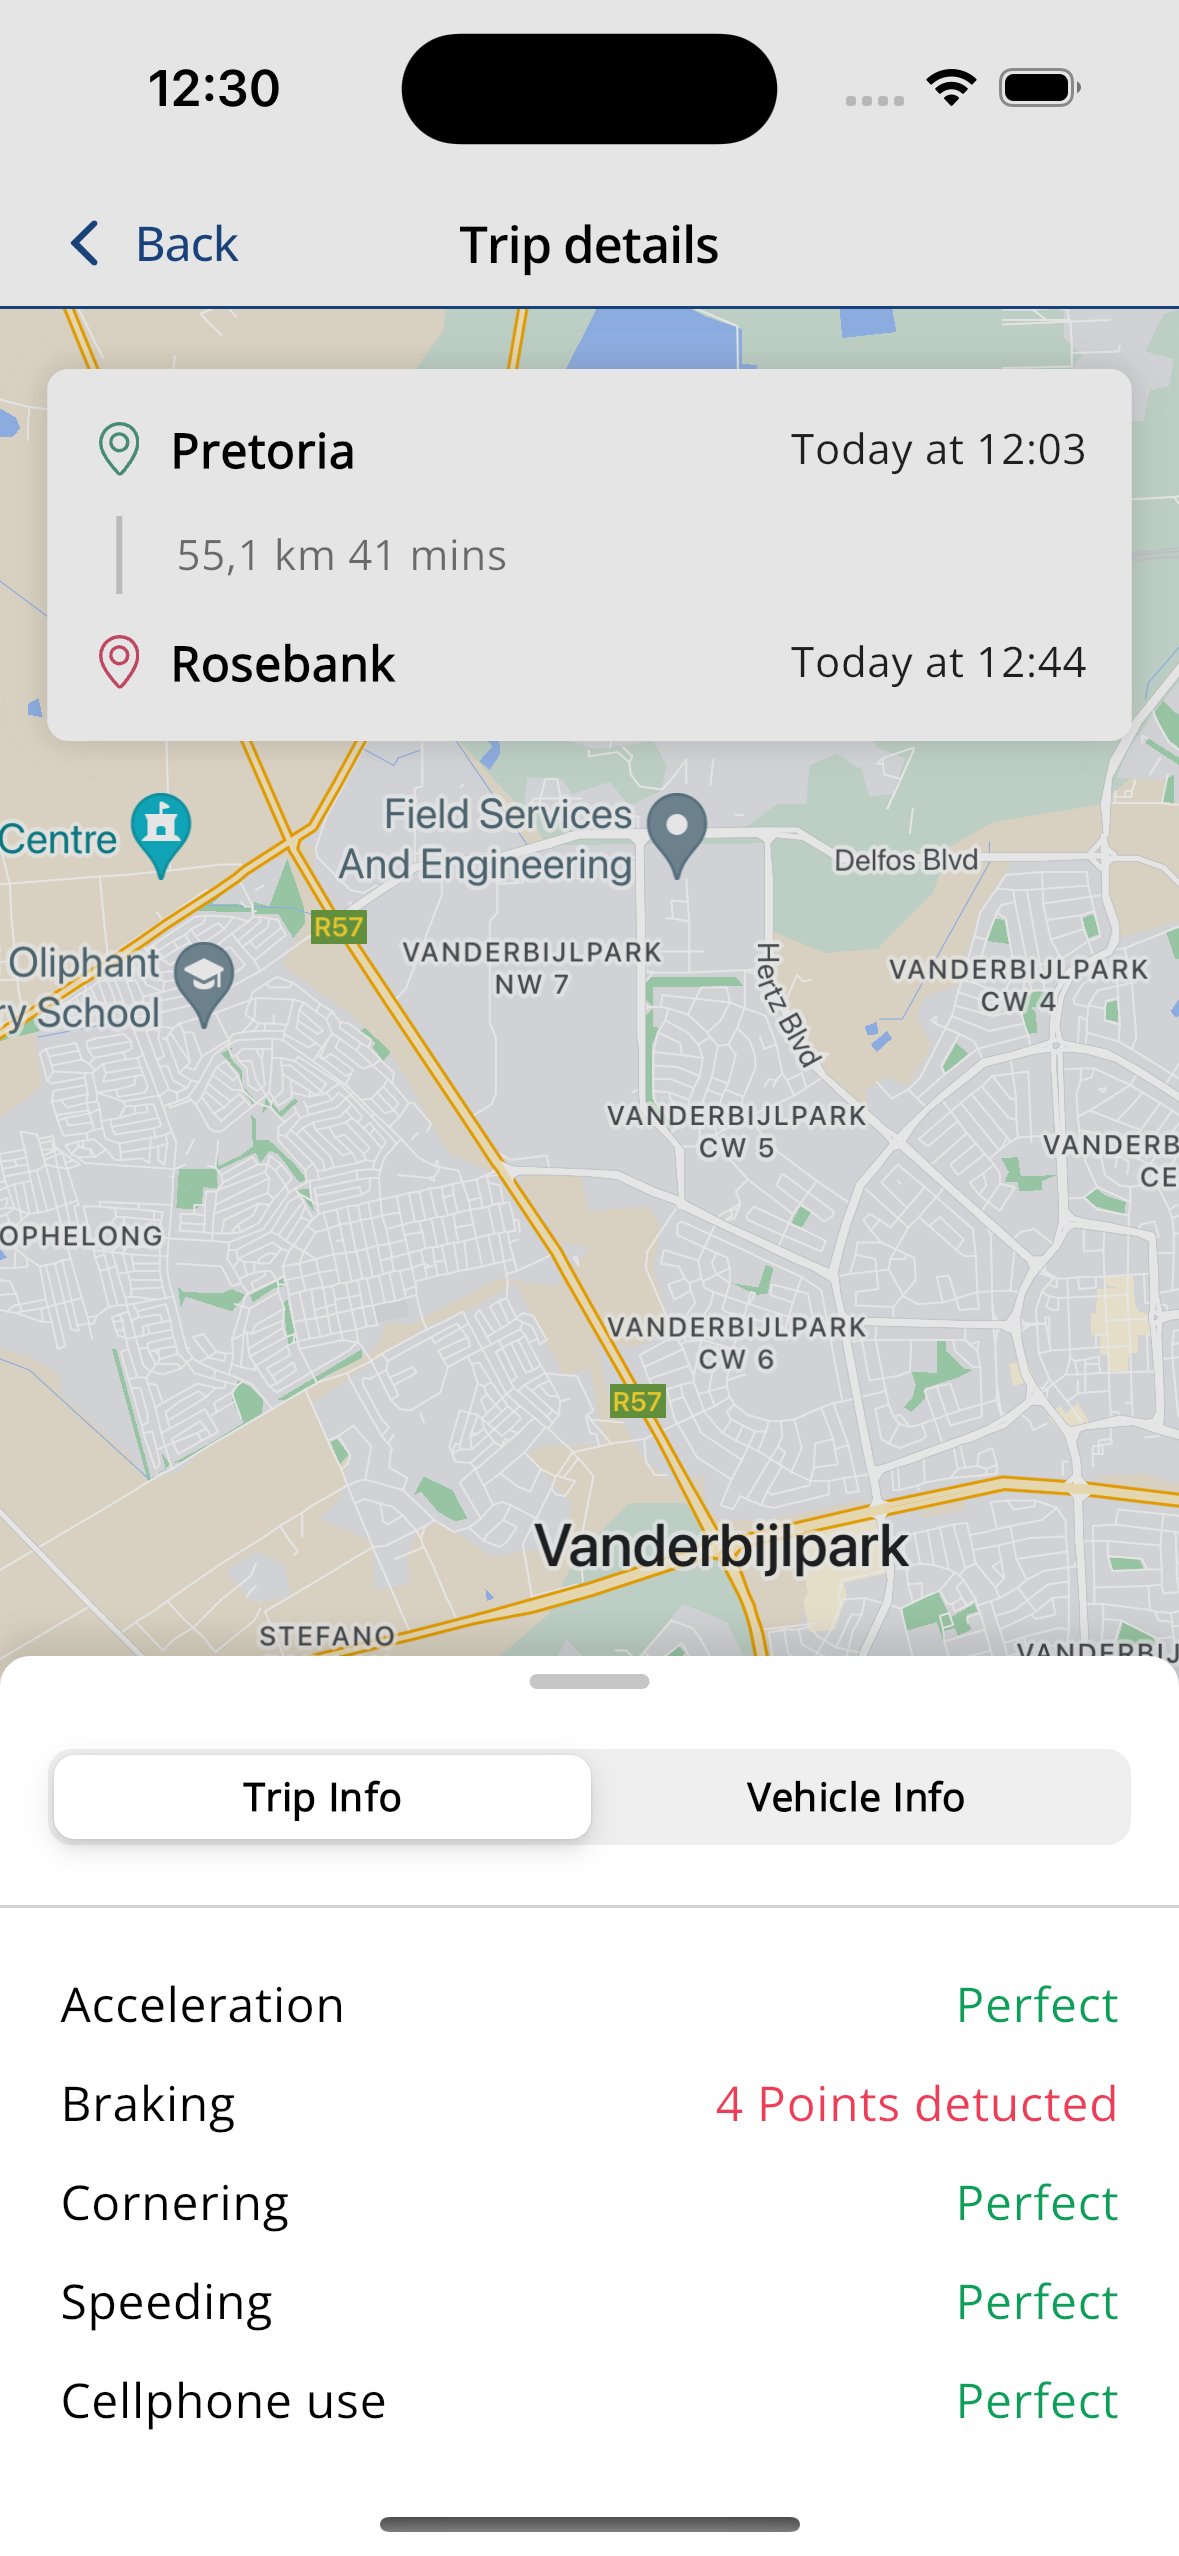 12:30
Back
Trip details
Pretoria
Today at 12:03
55,1 km 41 mins
Rosebank
Today at 12:44
Centre
Field Services
And Engineering
Delfos Blvd
R57
Oliphant
ry School
VANDERBIJLPARK
NW 7
Hertz Blvd
VANDERBIJLPARK
CW 4
VANDERBIJLPARK
CW 5
VANDERB
CE
OPHELONG
VANDERBIJLPARK
CW 6
R57
Vanderbijlpark
STEFANO
VANDERBIJ
Trip Info
Vehicle Info
Acceleration
Perfect
Braking
4 Points detucted
Cornering
Perfect
Speeding
Perfect
Cellphone use
Perfect